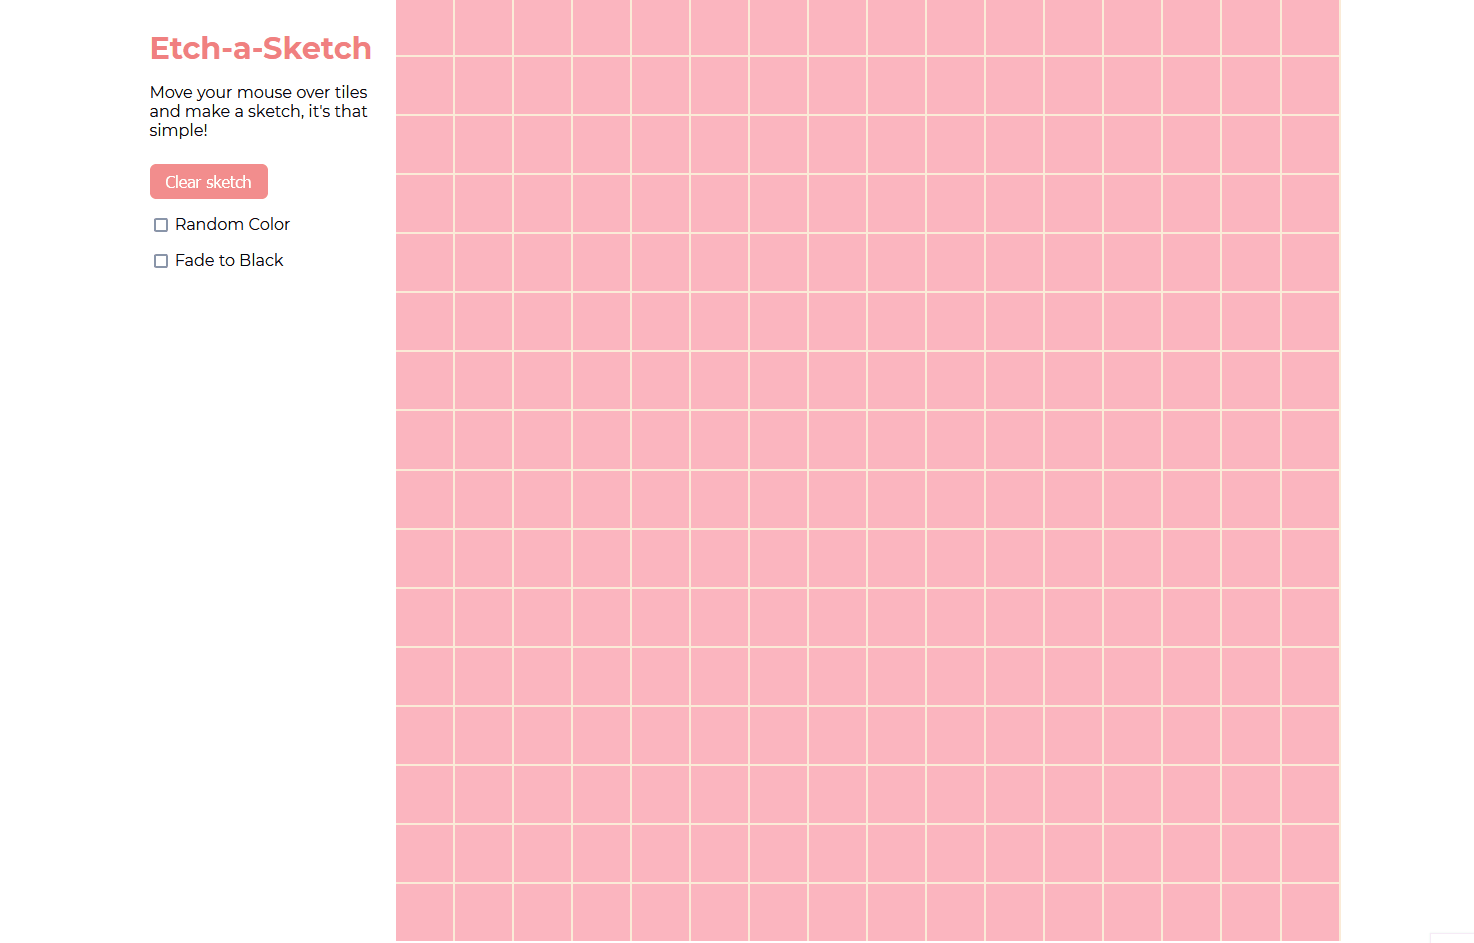 Etch-a-Sketch
Move your mouse over tiles
and make a sketch, it's that
simple!
Clear sketch
Random Color
Fade to Black